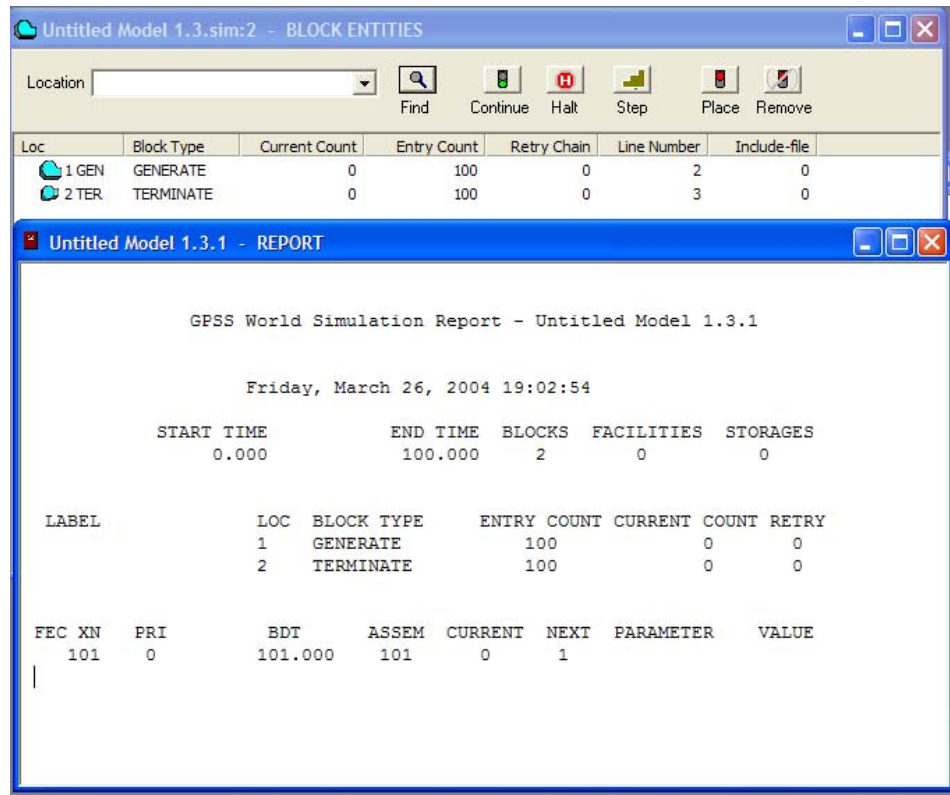 Untitled Model 1.3.sim:2 - BLOCK ENTITIES
Location
Find Continue Halt Step Place Remove
Loc Block Type Current Count Entry Count Retry Chain Line Number Include-file
1 GEN GENERATE 0 100 0 2 0
2 TER TERMINATE 0 100 0 3 0
Untitled Model 1.3.1 - REPORT
GPSS World Simulation Report - Untitled Model 1.3.1
Friday, March 26, 2004 19:02:54
START TIME END TIME BLOCKS FACILITIES STORAGES
0.000 100.000 2 0 0
LABEL LOC BLOCK TYPE ENTRY COUNT CURRENT COUNT RETRY
1 GENERATE 100 0 0
2 TERMINATE 100 0 0
FEC XN PRI BDT ASSEM CURRENT NEXT PARAMETER VALUE
101 0 101.000 101 0 1